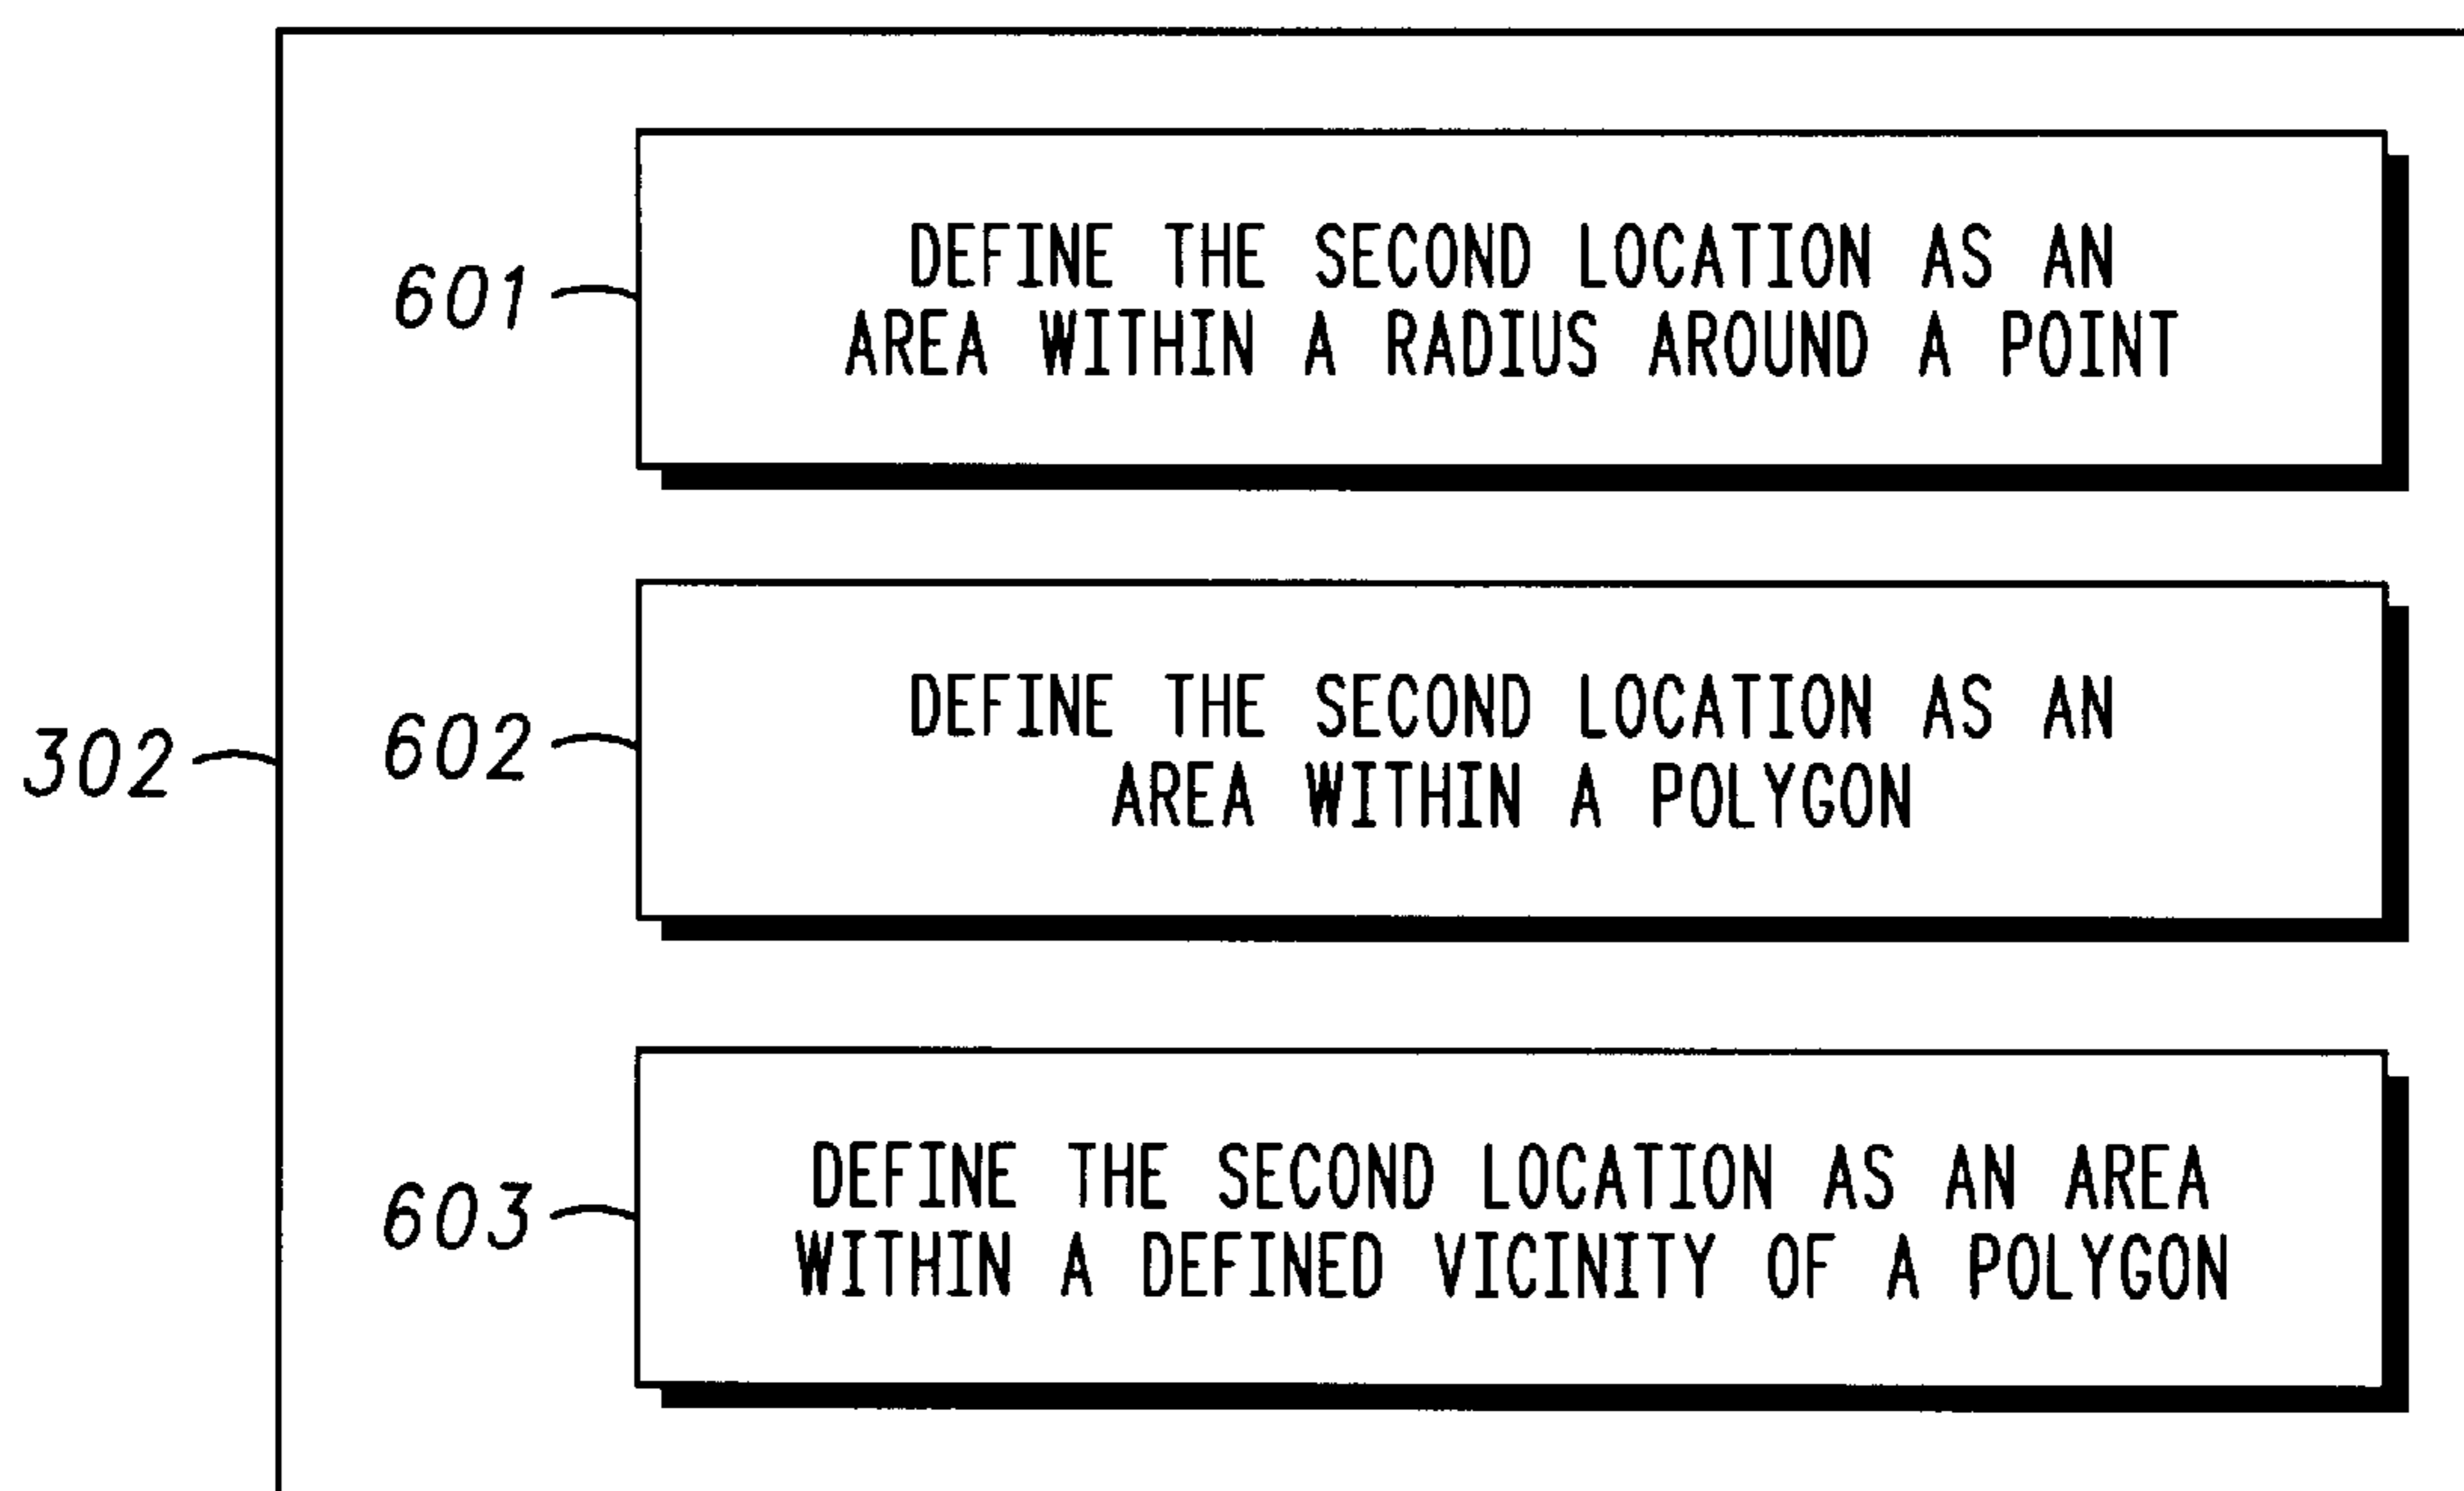 601
DEFINE THE SECOND LOCATION AS AN
AREA WITHIN A RADIUS AROUND A POINT
302
602
DEFINE THE SECOND LOCATION AS AN
AREA WITHIN A POLYGON
603
DEFINE THE SECOND LOCATION AS AN AREA
WITHIN A DEFINED VICINITY OF A POLYGON